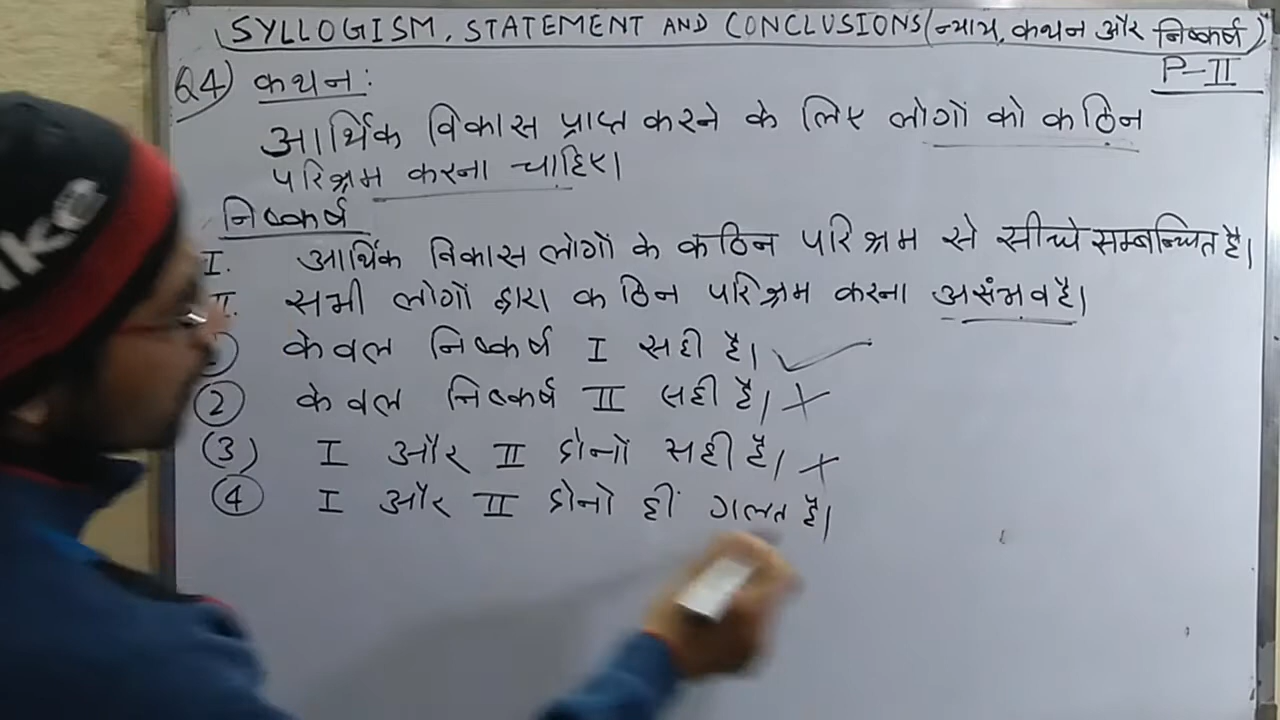 SYLLOGISM, STATEMENT AND CONCLUSIONS (न्याय, कथन और निष्कर्ष)
P-II
Q4) कथन:
आर्थिक विकास प्राप्त करने के लिए लोगों को कठिन
परिश्रम करना चाहिए।
निष्कर्ष
I. आर्थिक विकास लोगों के कठिन परिश्रम से सीधे सम्बन्धित है।
II. सभी लोगों द्वारा कठिन परिश्रम करना असंभव है।
केवल निष्कर्ष I सही है।
(2) केवल निष्कर्ष II सही है।
(3) I और II दोनों सही है।
(4) I और II दोनो ही गलत है।